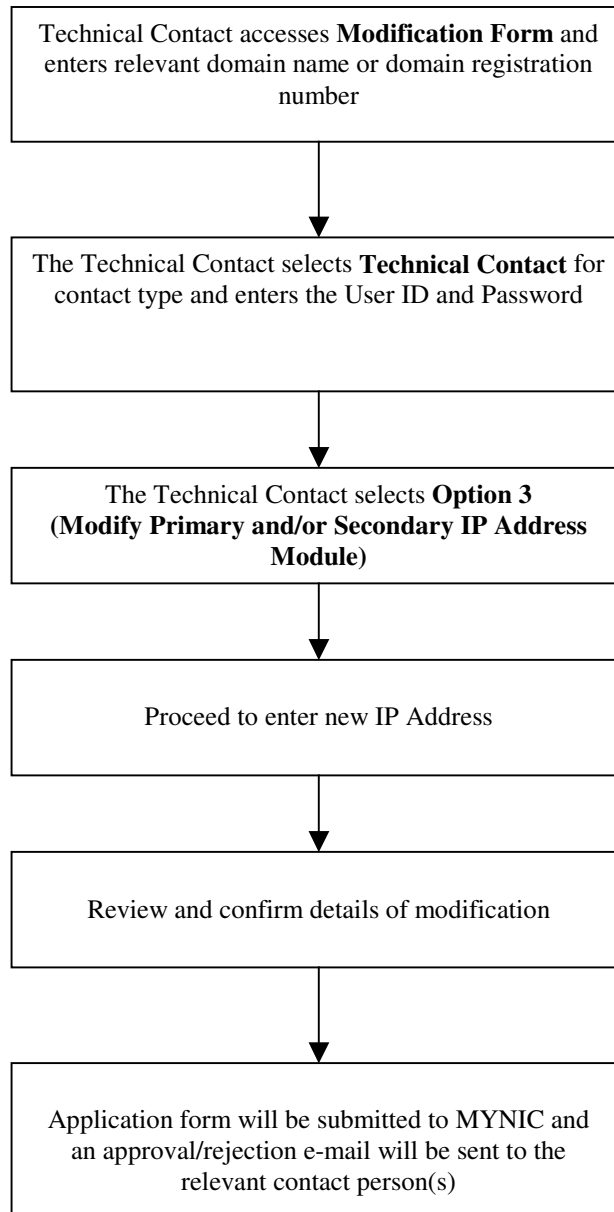 Technical Contact accesses Modification Form and
enters relevant domain name or domain registration
number
The Technical Contact selects Technical Contact for
contact type and enters the User ID and Password
The Technical Contact selects Option 3
(Modify Primary and/or Secondary IP Address
Module)
Proceed to enter new IP Address
Review and confirm details of modification
Application form will be submitted to MYNIC and
an approval/rejection e-mail will be sent to the
relevant contact person(s)